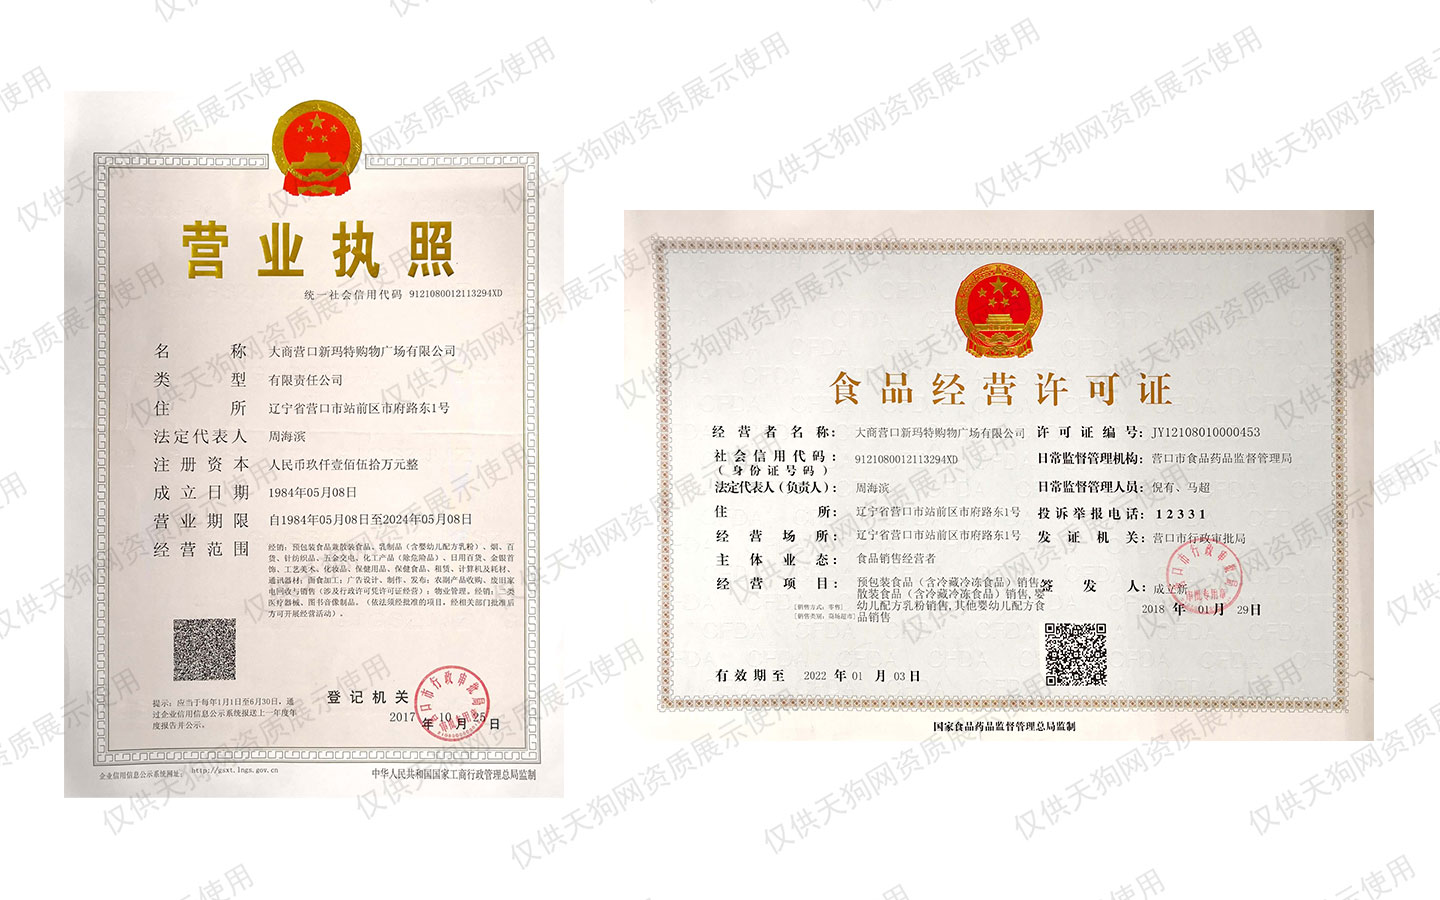 营业执照
统一社会信用代码 9121080012113294XD
名称 大商营口新玛特购物广场有限公司
类型 有限责任公司
住所 辽宁省营口市站前区市府路东1号
法定代表人 周海滨
注册资本 人民币玖仟壹佰伍拾万元整
成立日期 1984年05月08日
营业期限 自1984年05月08日至2024年05月08日
经营范围 经销：预包装食品兼散装食品、乳制品（含婴幼儿配方乳粉）、烟、百
货、针纺织品、五金交电、化工产品（除危险品）、日用百货、金银首
饰、工艺美术、化妆品、保健用品、保健食品、租赁、计算机及耗材、
通讯器材；面食加工；广告设计、制作、发布；农副产品收购、废旧家
电回收与销售（涉及行政许可凭许可证经营）；物业管理。经销：二类
医疗器械、图书音像制品。（依法须经批准的项目，经相关部门批准后
方可开展经营活动）。
登记机关
2017年10月25日
提示：应当于每年1月1日至6月30日，通
过企业信用信息公示系统报送上一年度年
度报告并公示。
企业信用信息公示系统网址： http://gsxt.lngs.gov.cn
中华人民共和国国家工商行政管理总局监制
食品经营许可证
经营者名称： 大商营口新玛特购物广场有限公司
社会信用代码： 9121080012113294XD
（身份证号码）
法定代表人（负责人）： 周海滨
住所： 辽宁省营口市站前区市府路东1号
经营场所： 辽宁省营口市站前区市府路东1号
主体业态： 食品销售经营者
经营项目： 预包装食品（含冷藏冷冻食品）销售，
散装食品（含冷藏冷冻食品）销售，婴
[销售方式：零售] 幼儿配方乳粉销售，其他婴幼儿配方食
[销售类别：商场超市] 品销售
有效期至 2022 年 01 月 03 日
许可证编号： JY12108010000453
日常监督管理机构： 营口市食品药品监督管理局
日常监督管理人员： 倪有、马超
投诉举报电话： 12331
发证机关： 营口市行政审批局
签发人： 成立新
2018 年 01 月 29 日
国家食品药品监督管理总局监制
仅供天狗网资质展示使用